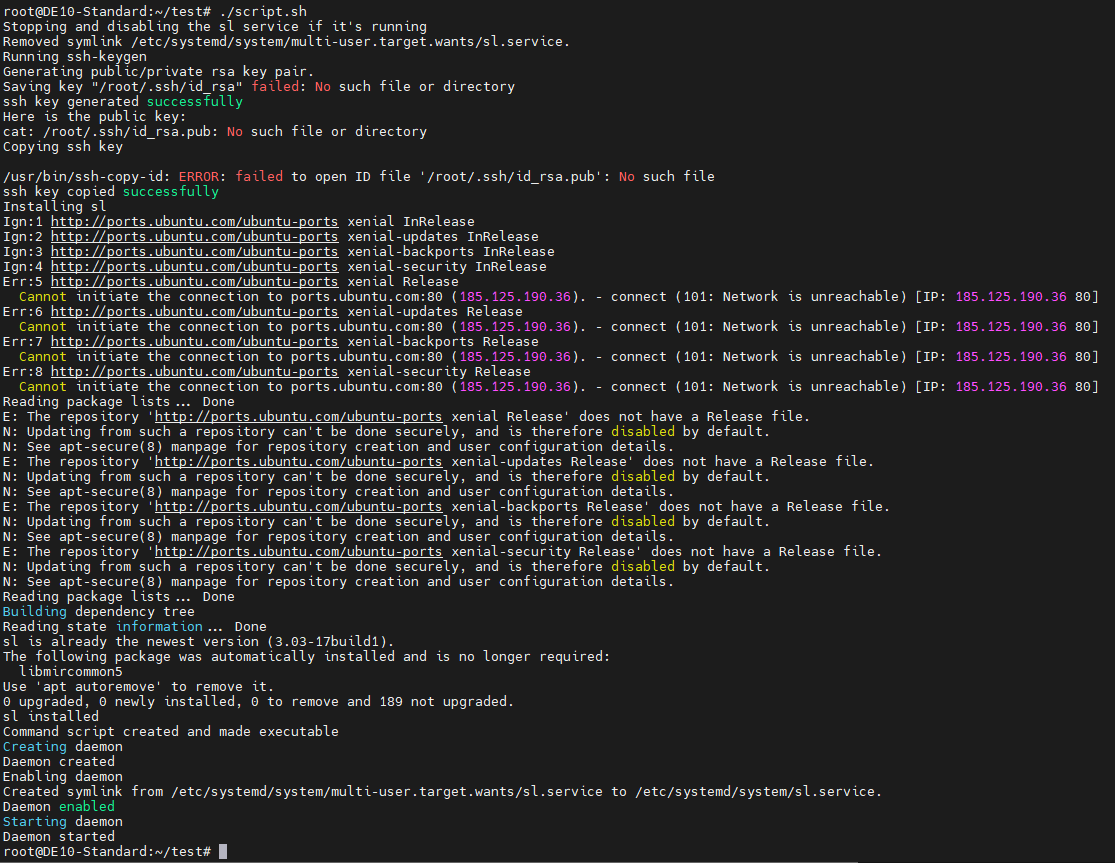 root@DE10-Standard:~/test# ./script.sh
Stopping and disabling the sl service if it's running
Removed symlink /etc/systemd/system/multi-user.target.wants/sl.service.
Running ssh-keygen
Generating public/private rsa key pair.
Saving key "/root/.ssh/id_rsa" failed: No such file or directory
ssh key generated successfully
Here is the public key:
cat: /root/.ssh/id_rsa.pub: No such file or directory
Copying ssh key

/usr/bin/ssh-copy-id: ERROR: failed to open ID file '/root/.ssh/id_rsa.pub': No such file
ssh key copied successfully
Installing sl
Ign:1 http://ports.ubuntu.com/ubuntu-ports xenial InRelease
Ign:2 http://ports.ubuntu.com/ubuntu-ports xenial-updates InRelease
Ign:3 http://ports.ubuntu.com/ubuntu-ports xenial-backports InRelease
Ign:4 http://ports.ubuntu.com/ubuntu-ports xenial-security InRelease
Err:5 http://ports.ubuntu.com/ubuntu-ports xenial Release
  Cannot initiate the connection to ports.ubuntu.com:80 (185.125.190.36). - connect (101: Network is unreachable) [IP: 185.125.190.36 80]
Err:6 http://ports.ubuntu.com/ubuntu-ports xenial-updates Release
  Cannot initiate the connection to ports.ubuntu.com:80 (185.125.190.36). - connect (101: Network is unreachable) [IP: 185.125.190.36 80]
Err:7 http://ports.ubuntu.com/ubuntu-ports xenial-backports Release
  Cannot initiate the connection to ports.ubuntu.com:80 (185.125.190.36). - connect (101: Network is unreachable) [IP: 185.125.190.36 80]
Err:8 http://ports.ubuntu.com/ubuntu-ports xenial-security Release
  Cannot initiate the connection to ports.ubuntu.com:80 (185.125.190.36). - connect (101: Network is unreachable) [IP: 185.125.190.36 80]
Reading package lists... Done
E: The repository 'http://ports.ubuntu.com/ubuntu-ports xenial Release' does not have a Release file.
N: Updating from such a repository can't be done securely, and is therefore disabled by default.
N: See apt-secure(8) manpage for repository creation and user configuration details.
E: The repository 'http://ports.ubuntu.com/ubuntu-ports xenial-updates Release' does not have a Release file.
N: Updating from such a repository can't be done securely, and is therefore disabled by default.
N: See apt-secure(8) manpage for repository creation and user configuration details.
E: The repository 'http://ports.ubuntu.com/ubuntu-ports xenial-backports Release' does not have a Release file.
N: Updating from such a repository can't be done securely, and is therefore disabled by default.
N: See apt-secure(8) manpage for repository creation and user configuration details.
E: The repository 'http://ports.ubuntu.com/ubuntu-ports xenial-security Release' does not have a Release file.
N: Updating from such a repository can't be done securely, and is therefore disabled by default.
N: See apt-secure(8) manpage for repository creation and user configuration details.
Reading package lists... Done
Building dependency tree
Reading state information... Done
sl is already the newest version (3.03-17build1).
The following package was automatically installed and is no longer required:
  libmircommon5
Use 'apt autoremove' to remove it.
0 upgraded, 0 newly installed, 0 to remove and 189 not upgraded.
sl installed
Command script created and made executable
Creating daemon
Daemon created
Enabling daemon
Created symlink from /etc/systemd/system/multi-user.target.wants/sl.service to /etc/systemd/system/sl.service.
Daemon enabled
Starting daemon
Daemon started
root@DE10-Standard:~/test#